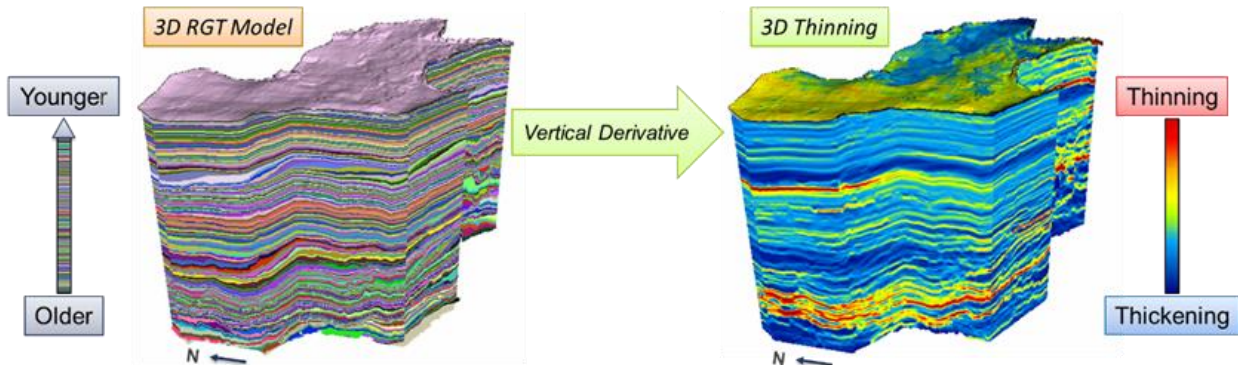 3D RGT Model
3D Thinning
Younger
Thinning
Vertical Derivative
Older
Thickening
N
N